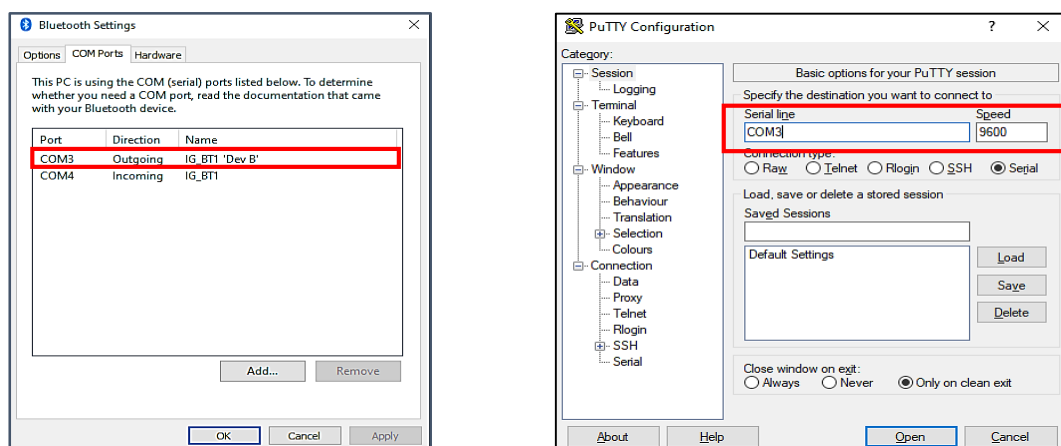 Bluetooth Settings
Options COM Ports Hardware
This PC is using the COM (serial) ports listed below. To determine
whether you need a COM port, read the documentation that came
with your Bluetooth device.
Port Direction Name
COM3 Outgoing IG_BT1 'Dev B'
COM4 Incoming IG_BT1
Add... Remove
OK Cancel Apply
PuTTY Configuration ?
Category:
Session
Logging
Terminal
Keyboard
Bell
Features
Window
Appearance
Behaviour
Translation
Selection
Colours
Connection
Data
Proxy
Telnet
Rlogin
SSH
Serial
Basic options for your PuTTY session
Specify the destination you want to connect to
Serial line Speed
COM3 9600
Connection type:
Raw Telnet Rlogin SSH Serial
Load, save or delete a stored session
Saved Sessions
Default Settings
Load
Save
Delete
Close window on exit:
Always Never Only on clean exit
About Help Open Cancel